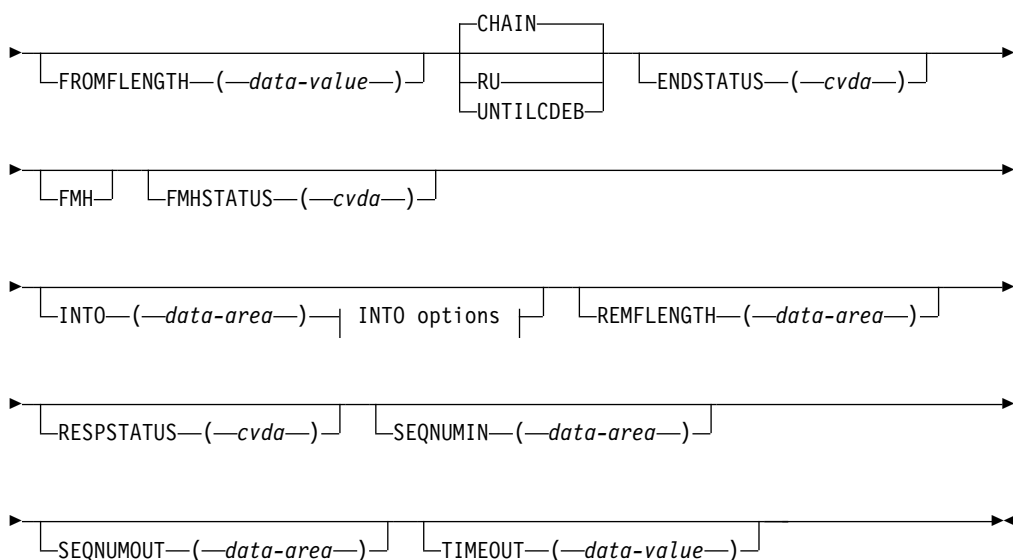 CHAIN
FROMFLENGTH—(—data-value—) RU ENDSTATUS—(—cvda—)
UNTILCDEB
FMH FMHSTATUS—(—cvda—)
INTO—(—data-area—) INTO options REMFLENGTH—(—data-area—)
RESPSTATUS—(—cvda—) SEQNUMIN—(—data-area—)
SEQNUMOUT—(—data-area—) TIMEOUT—(—data-value—)